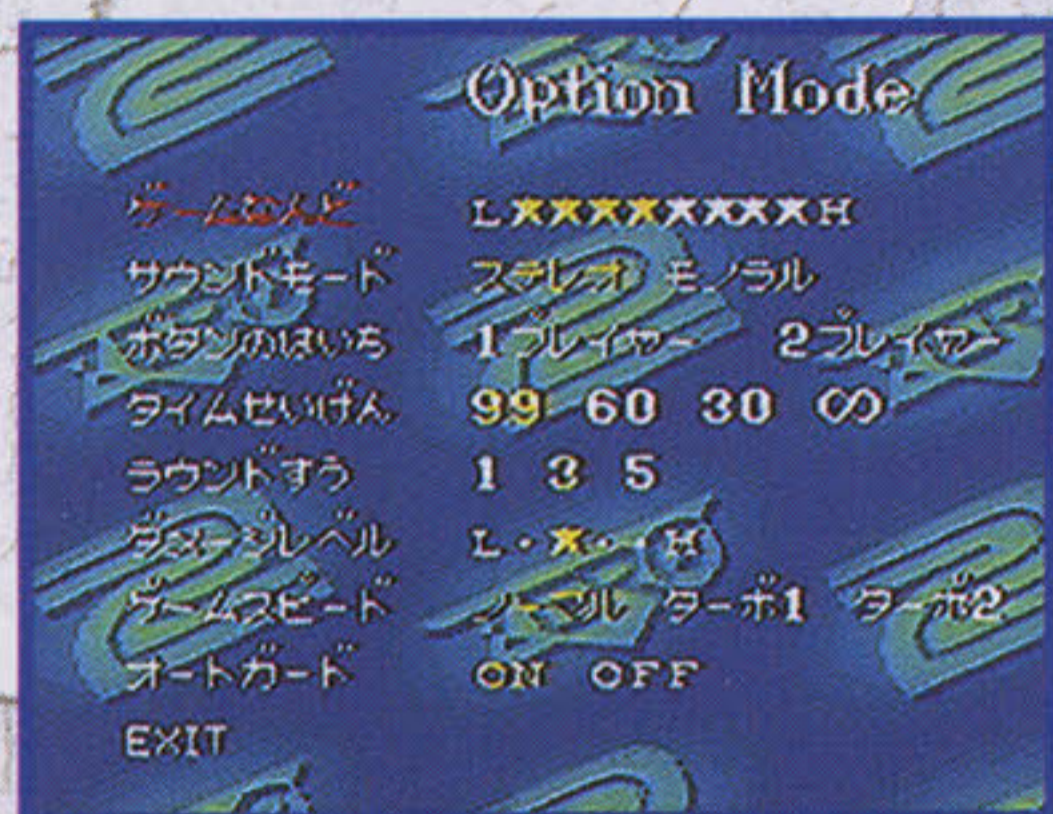 Option Mode
ゲームなんど L★★★★★★★★H
サウンドモード ステレオ モノラル
ボタンのはいち 1プレイヤー 2プレイヤー
タイムせいげん 99 60 30 ∞
ラウンドすう 1 3 5
ダメージレベル L・★・・H
ゲームスピード ノーマル ターボ1 ターボ2
オートガード ON OFF
EXIT